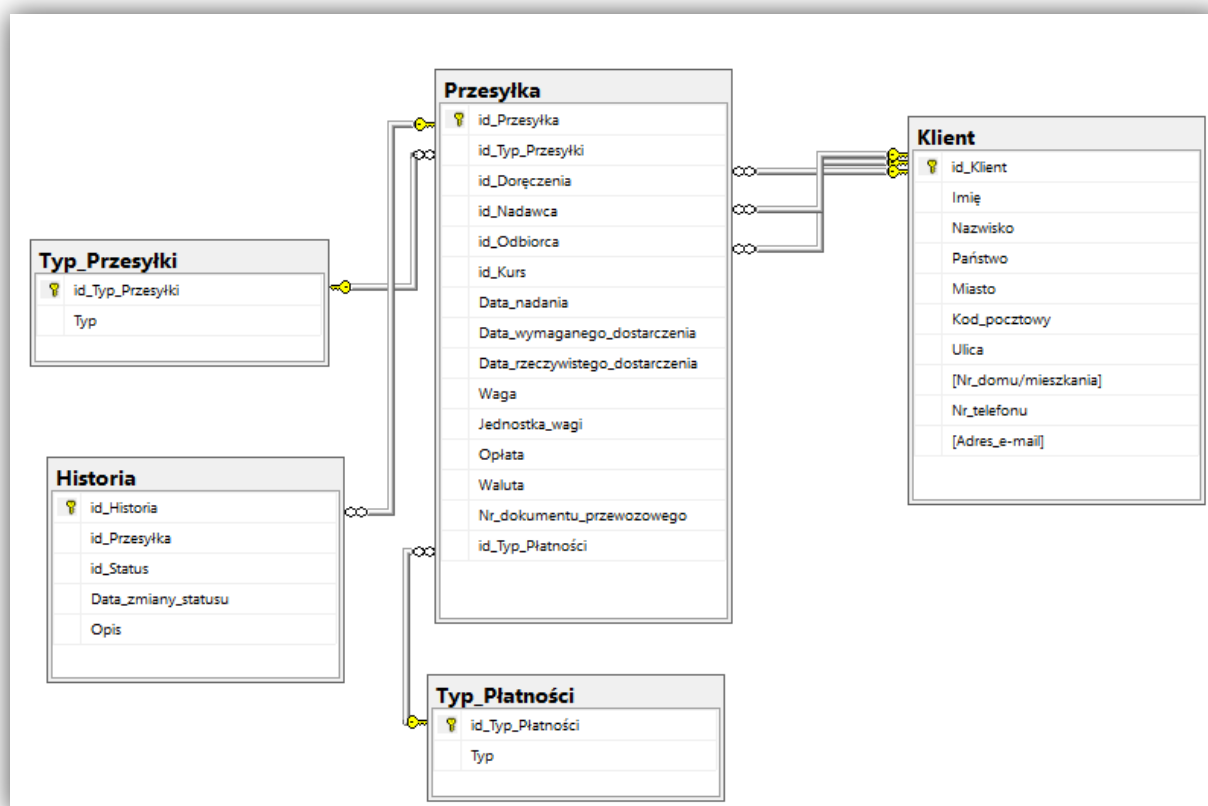 Przesyłka
id_Przesyłka
id_Typ_Przesyłki
id_Doręczenia
id_Nadawca
id_Odbiorca
id_Kurs
Data_nadania
Data_wymaganego_dostarczenia
Data_rzeczywistego_dostarczenia
Waga
Jednostka_wagi
Opłata
Waluta
Nr_dokumentu_przewozowego
id_Typ_Płatności
Klient
id_Klient
Imię
Nazwisko
Państwo
Miasto
Kod_pocztowy
Ulica
[Nr_domu/mieszkania]
Nr_telefonu
[Adres_e-mail]
Typ_Przesyłki
id_Typ_Przesyłki
Typ
Historia
id_Historia
id_Przesyłka
id_Status
Data_zmiany_statusu
Opis
Typ_Płatności
id_Typ_Płatności
Typ